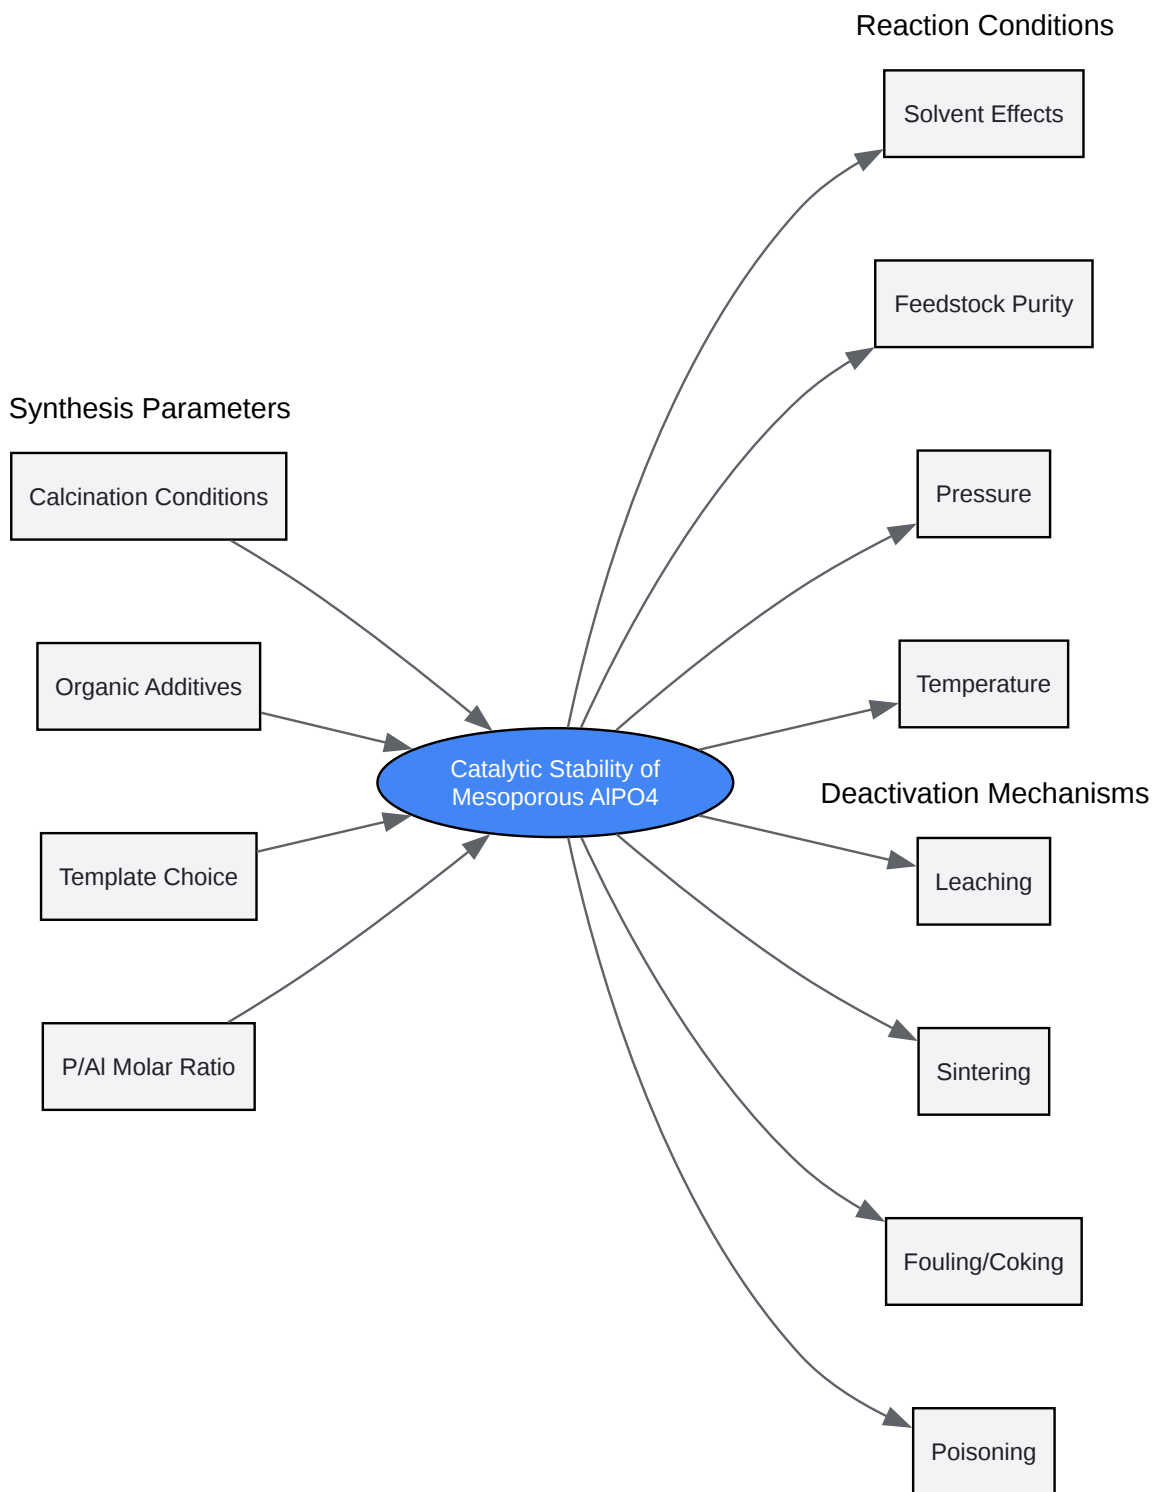 Reaction Conditions
Solvent Effects
Feedstock Purity
Synthesis Parameters
Calcination Conditions
Pressure
Organic Additives
Temperature
Catalytic Stability of
Mesoporous AlPO4
Deactivation Mechanisms
Template Choice
Leaching
P/Al Molar Ratio
Sintering
Fouling/Coking
Poisoning